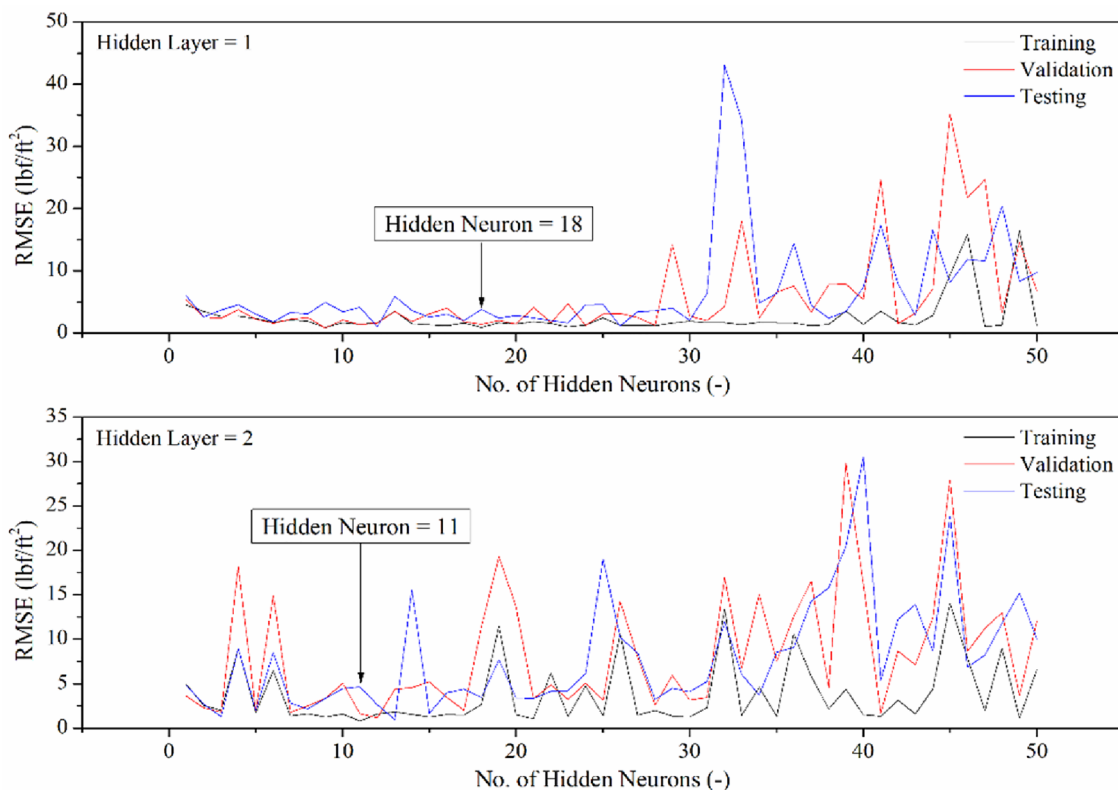 50
Hidden Layer = 1
Training
Validation
Testing
40
30
20
10
0
RMSE (lbf/ft²)
Hidden Neuron = 18
0 10 20 30 40 50
No. of Hidden Neurons (-)
35
Hidden Layer = 2
Training
Validation
Testing
30
25
20
15
10
5
0
RMSE (lbf/ft²)
Hidden Neuron = 11
0 10 20 30 40 50
No. of Hidden Neurons (-)